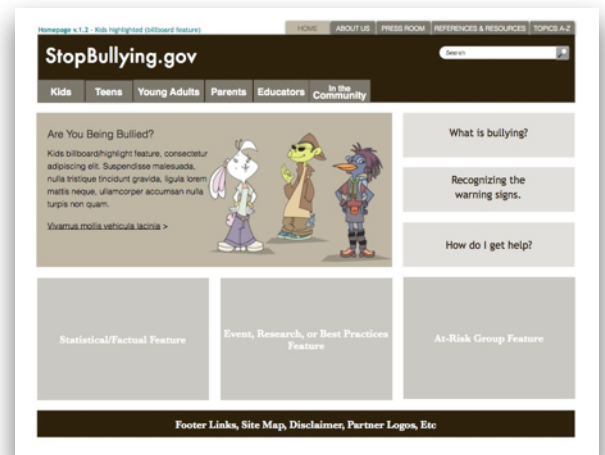 Homepage v.1.2 - Kids highlighted (billboard feature)
HOME ABOUT US PRESS ROOM REFERENCES & RESOURCES TOPICS A-Z
StopBullying.gov
Search
Kids Teens Young Adults Parents Educators In the Community
Are You Being Bullied?
Kids billboard/highlight feature, consectetur
adipiscing elit. Suspendisse malesuada,
nulla tristique tincidunt gravida, ligula lorem
mattis neque, ullamcorper accumsan nulla
turpis non quam.
Vivamus mollis vehicula lacinia >
What is bullying?
Recognizing the
warning signs.
How do I get help?
Statistical/Factual Feature
Event, Research, or Best Practices
Feature
At-Risk Group Feature
Footer Links, Site Map, Disclaimer, Partner Logos, Etc